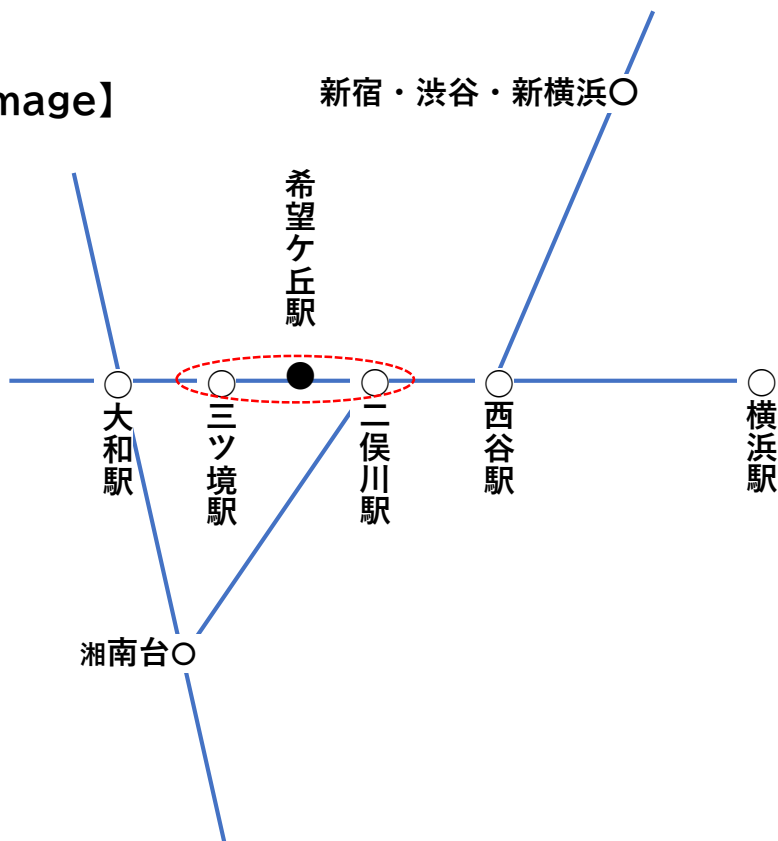 mage】
新宿・渋谷・新横浜
希望ケ丘駅
大和駅
三ツ境駅
二俣川駅
西谷駅
横浜駅
湘南台